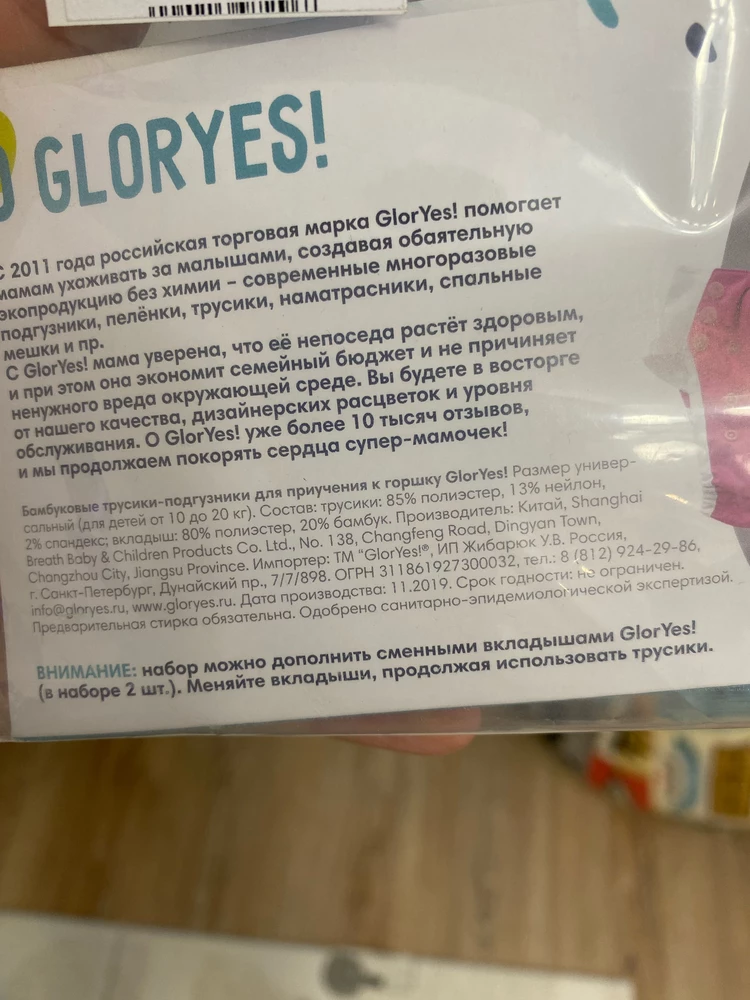 GLORYES!
С 2011 года российская торговая марка GlorYes! помогает
мамам ухаживать за малышами, создавая обаятельную
экопродукцию без химии – современные многоразовые
подгузники, пелёнки, трусики, наматрасники, спальные
мешки и пр.
С GlorYes! мама уверена, что её непоседа растёт здоровым,
и при этом она экономит семейный бюджет и не причиняет
ненужного вреда окружающей среде. Вы будете в восторге
от нашего качества, дизайнерских расцветок и уровня
обслуживания. О GlorYes! уже более 10 тысяч отзывов,
и мы продолжаем покорять сердца супер-мамочек!
Бамбуковые трусики-подгузники для приучения к горшку GlorYes! Размер универ-
сальный (для детей от 10 до 20 кг). Состав: трусики: 85% полиэстер, 13% нейлон,
2% спандекс; вкладыш: 80% полиэстер, 20% бамбук. Производитель: Китай, Shanghai
Breath Baby & Children Products Co. Ltd., No. 138, Changfeng Road, Dingyan Town,
Changzhou City, Jiangsu Province. Импортер: ТМ "GlorYes!®, ИП Жибарюк У.В. Россия,
г. Санкт-Петербург, Дунайский пр., 7/7/898. ОГРН 311861927300032, тел.: 8 (812) 924-29-86,
info@gloryes.ru, www.gloryes.ru. Дата производства: 11.2019. Срок годности: не ограничен.
Предварительная стирка обязательна. Одобрено санитарно-эпидемиологической экспертизой.
ВНИМАНИЕ: набор можно дополнить сменными вкладышами GlorYes!
(в наборе 2 шт.). Меняйте вкладыши, продолжая использовать трусики.